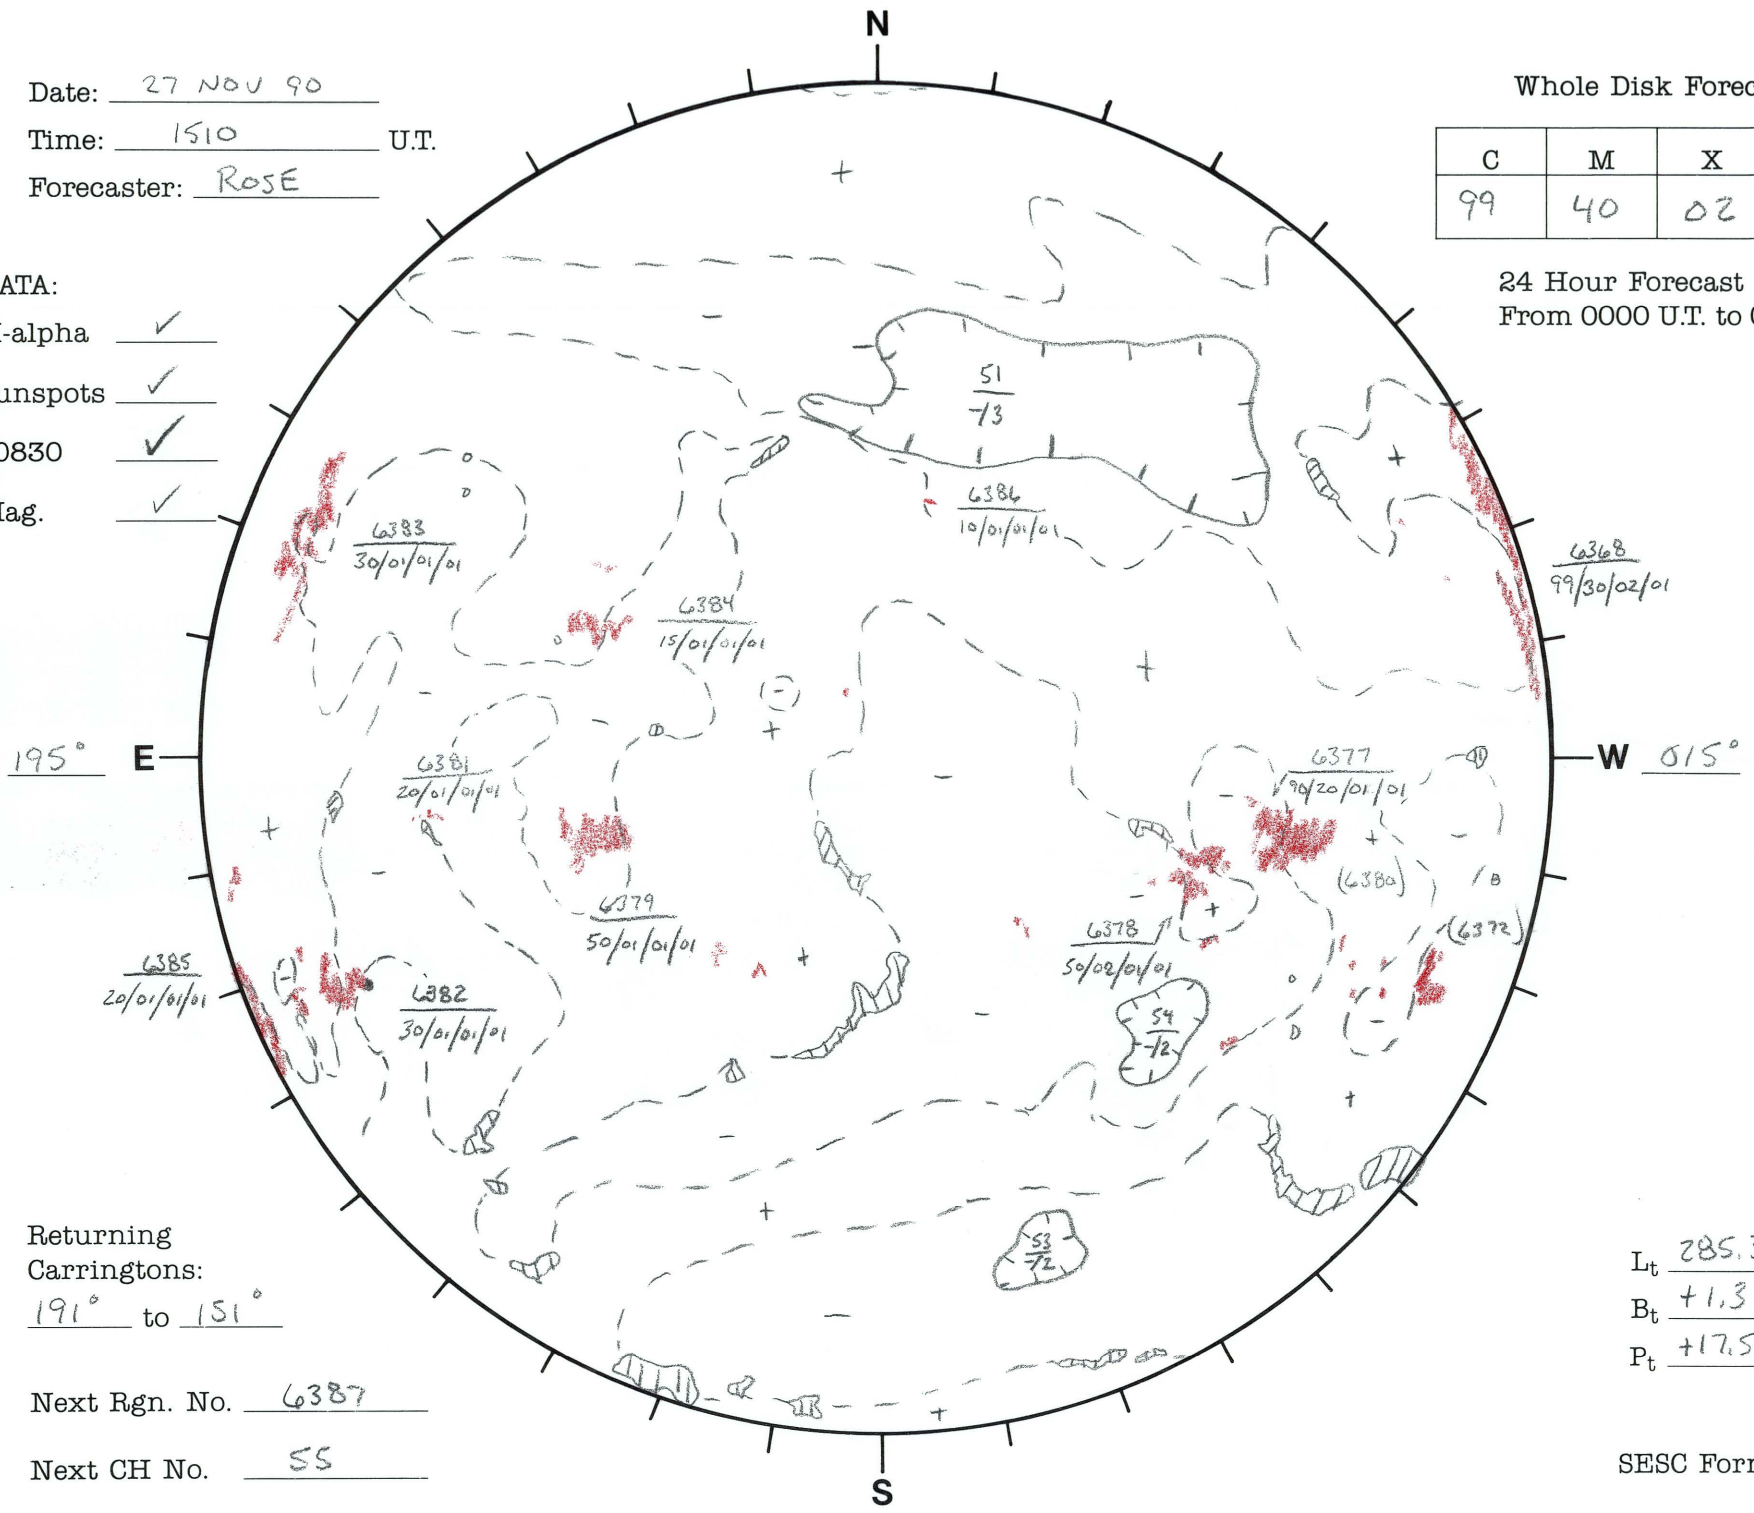 N
Date: 27 NOV 90
Time: 1510 U.T.
Forecaster: ROSE
Whole Disk Forec
C M X
99 40 02
24 Hour Forecast
From 0000 U.T. to 0
ATA:
-alpha ✓
unspots ✓
0830 ✓
ag. ✓
51
-/3
6386
10/01/01/01
6383
30/01/01/01
6368
99/30/02/01
6384
15/01/01/01
195° E
W 015°
6381
20/01/01/01
6377
90/20/01/01
(6380)
6379
50/01/01/01
6378
50/02/01/01
(6372)
6385
20/01/01/01
6382
30/01/01/01
54
-/2
53
-/2
Returning
Carringtons:
191° to 151°
Lt 285.3
Bt +1.3
Pt +17.5
Next Rgn. No. 6387
Next CH No. 55
SESC Form
S